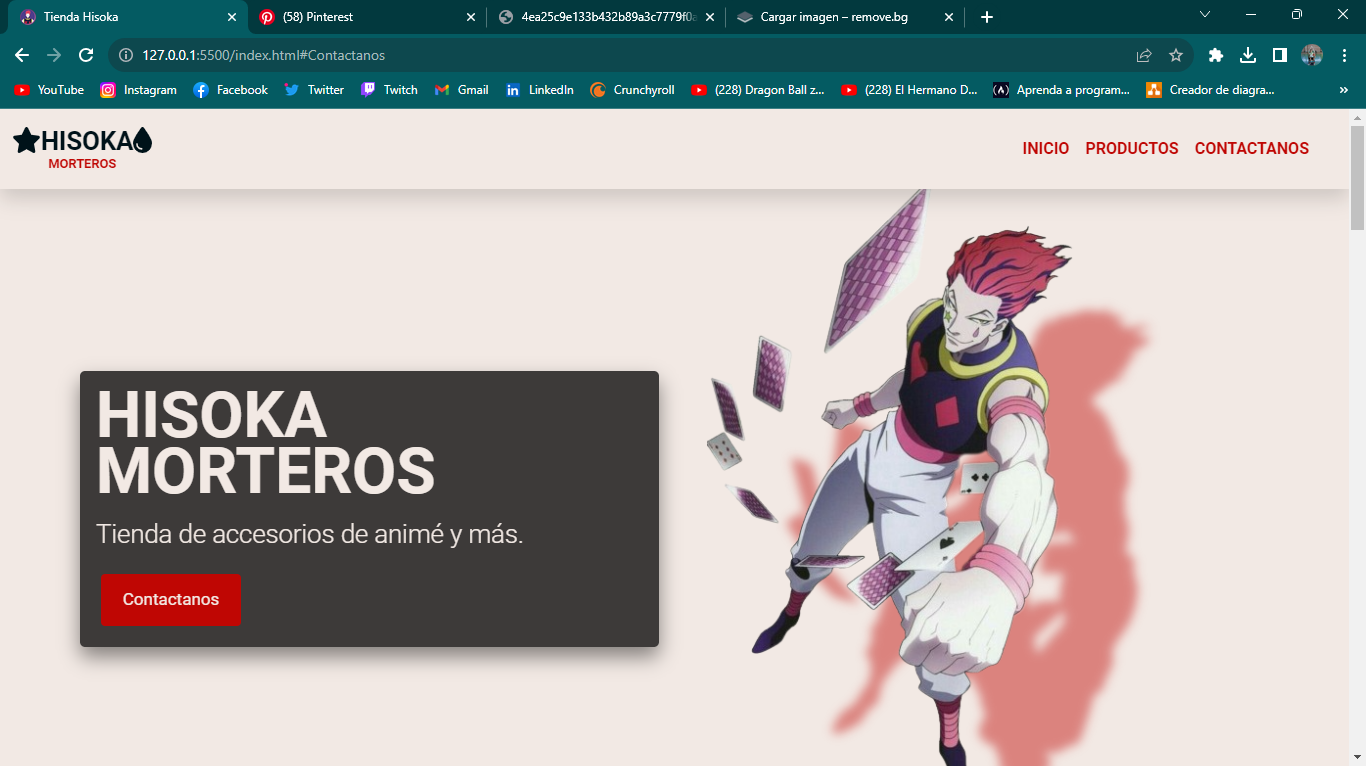 Tienda Hisoka
(58) Pinterest
4ea25c9e133b432b89a3c7779f0a
Cargar imagen – remove.bg
127.0.0.1:5500/index.html#Contactanos
YouTube
Instagram
Facebook
Twitter
Twitch
Gmail
LinkedIn
Crunchyroll
(228) Dragon Ball z...
(228) El Hermano D...
Aprenda a program...
Creador de diagra...
»
HISOKA
MORTEROS
INICIO
PRODUCTOS
CONTACTANOS
HISOKA
MORTEROS
Tienda de accesorios de animé y más.
Contactanos